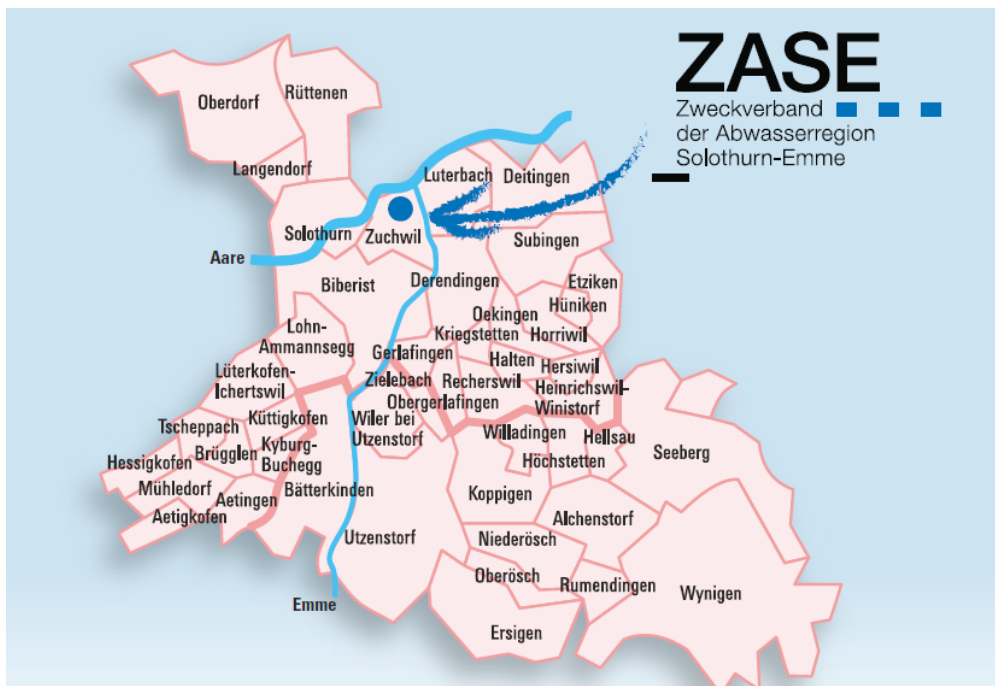 ZASE
Zweckverband
der Abwasserregion
Solothurn-Emme
Oberdorf
Rüttenen
Langendorf
Luterbach
Deitingen
Solothurn
Zuchwil
Subingen
Aare
Biberist
Derendingen
Etziken
Hüniken
Oekingen
Kriegstetten
Horriwil
Lohn-
Ammannsegg
Gerlafingen
Halten
Hersiwil
Lüterkofen-
Ichertswil
Zielebach
Recherswil
Heinrichswil-
Winistorf
Obergerlafingen
Küttigkofen
Wiler bei
Utzenstorf
Tscheppach
Willadingen
Hellsau
Seeberg
Brügglen
Kyburg-
Buchegg
Höchstetten
Hessigkofen
Mühledorf
Aetingen
Bätterkinden
Koppigen
Aetigkofen
Alchenstorf
Utzenstorf
Niederösch
Oberösch
Rumendingen
Wynigen
Emme
Ersigen